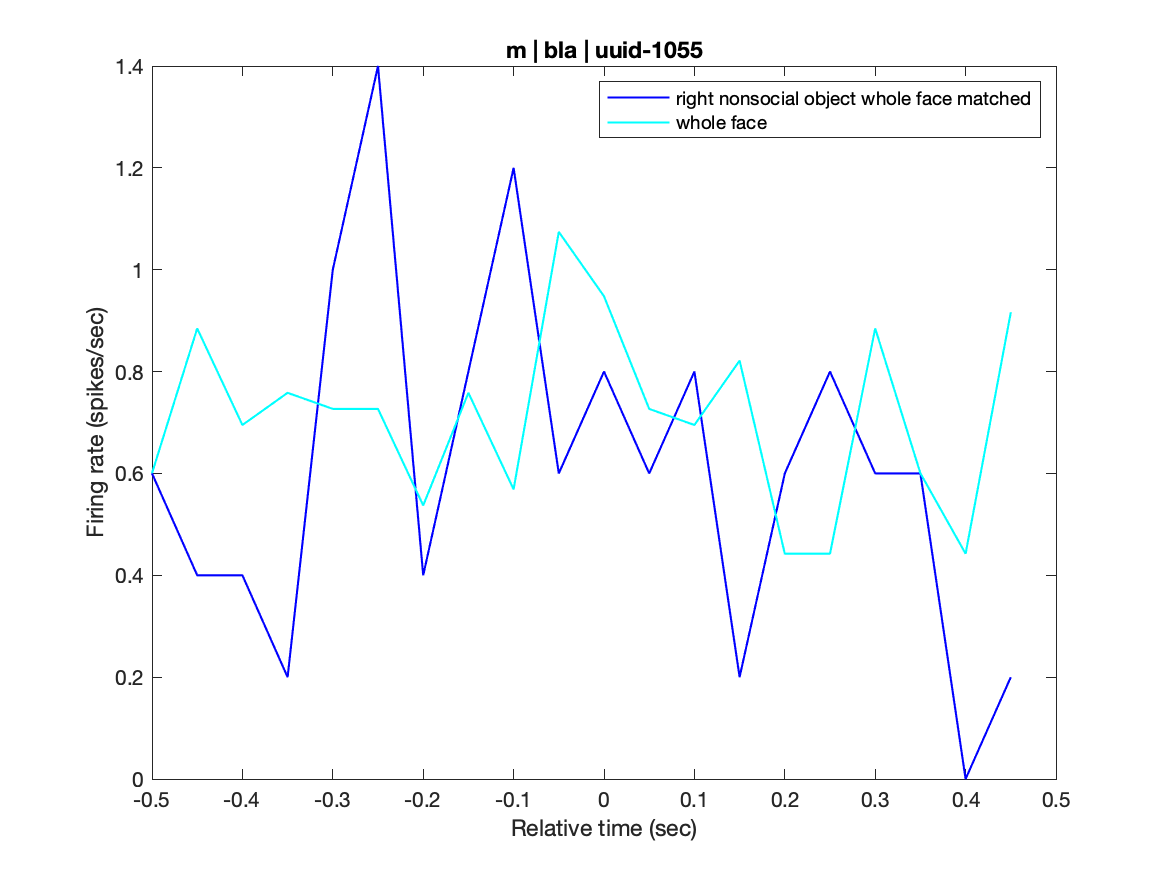 m | bla | uuid-1055
right nonsocial object whole face matched
whole face
Firing rate (spikes/sec)
1.4
1.2
1
0.8
0.6
0.4
0.2
0
-0.5 -0.4 -0.3 -0.2 -0.1 0 0.1 0.2 0.3 0.4 0.5
Relative time (sec)